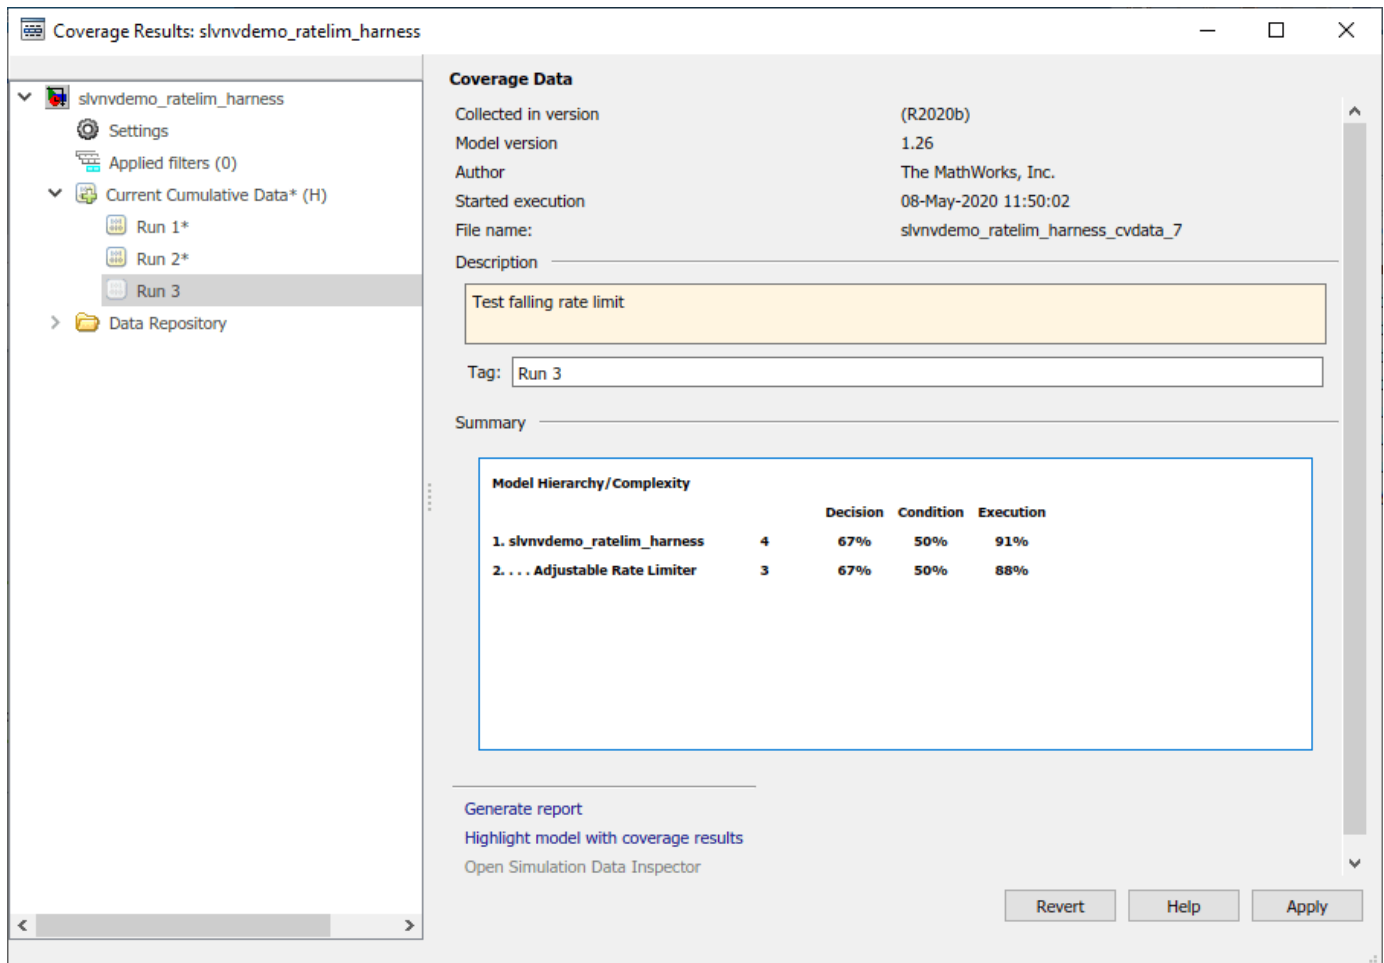 Coverage Results: slvnvdemo_ratelim_harness
slvnvdemo_ratelim_harness
Settings
Applied filters (0)
Current Cumulative Data* (H)
Run 1*
Run 2*
Run 3
Data Repository
Coverage Data
Collected in version (R2020b)
Model version 1.26
Author The MathWorks, Inc.
Started execution 08-May-2020 11:50:02
File name: slvnvdemo_ratelim_harness_cvdata_7
Description
Test falling rate limit
Tag: Run 3
Summary
Model Hierarchy/Complexity
Decision Condition Execution
1. slvnvdemo_ratelim_harness 4 67% 50% 91%
2. . . . Adjustable Rate Limiter 3 67% 50% 88%
Generate report
Highlight model with coverage results
Open Simulation Data Inspector
Revert Help Apply